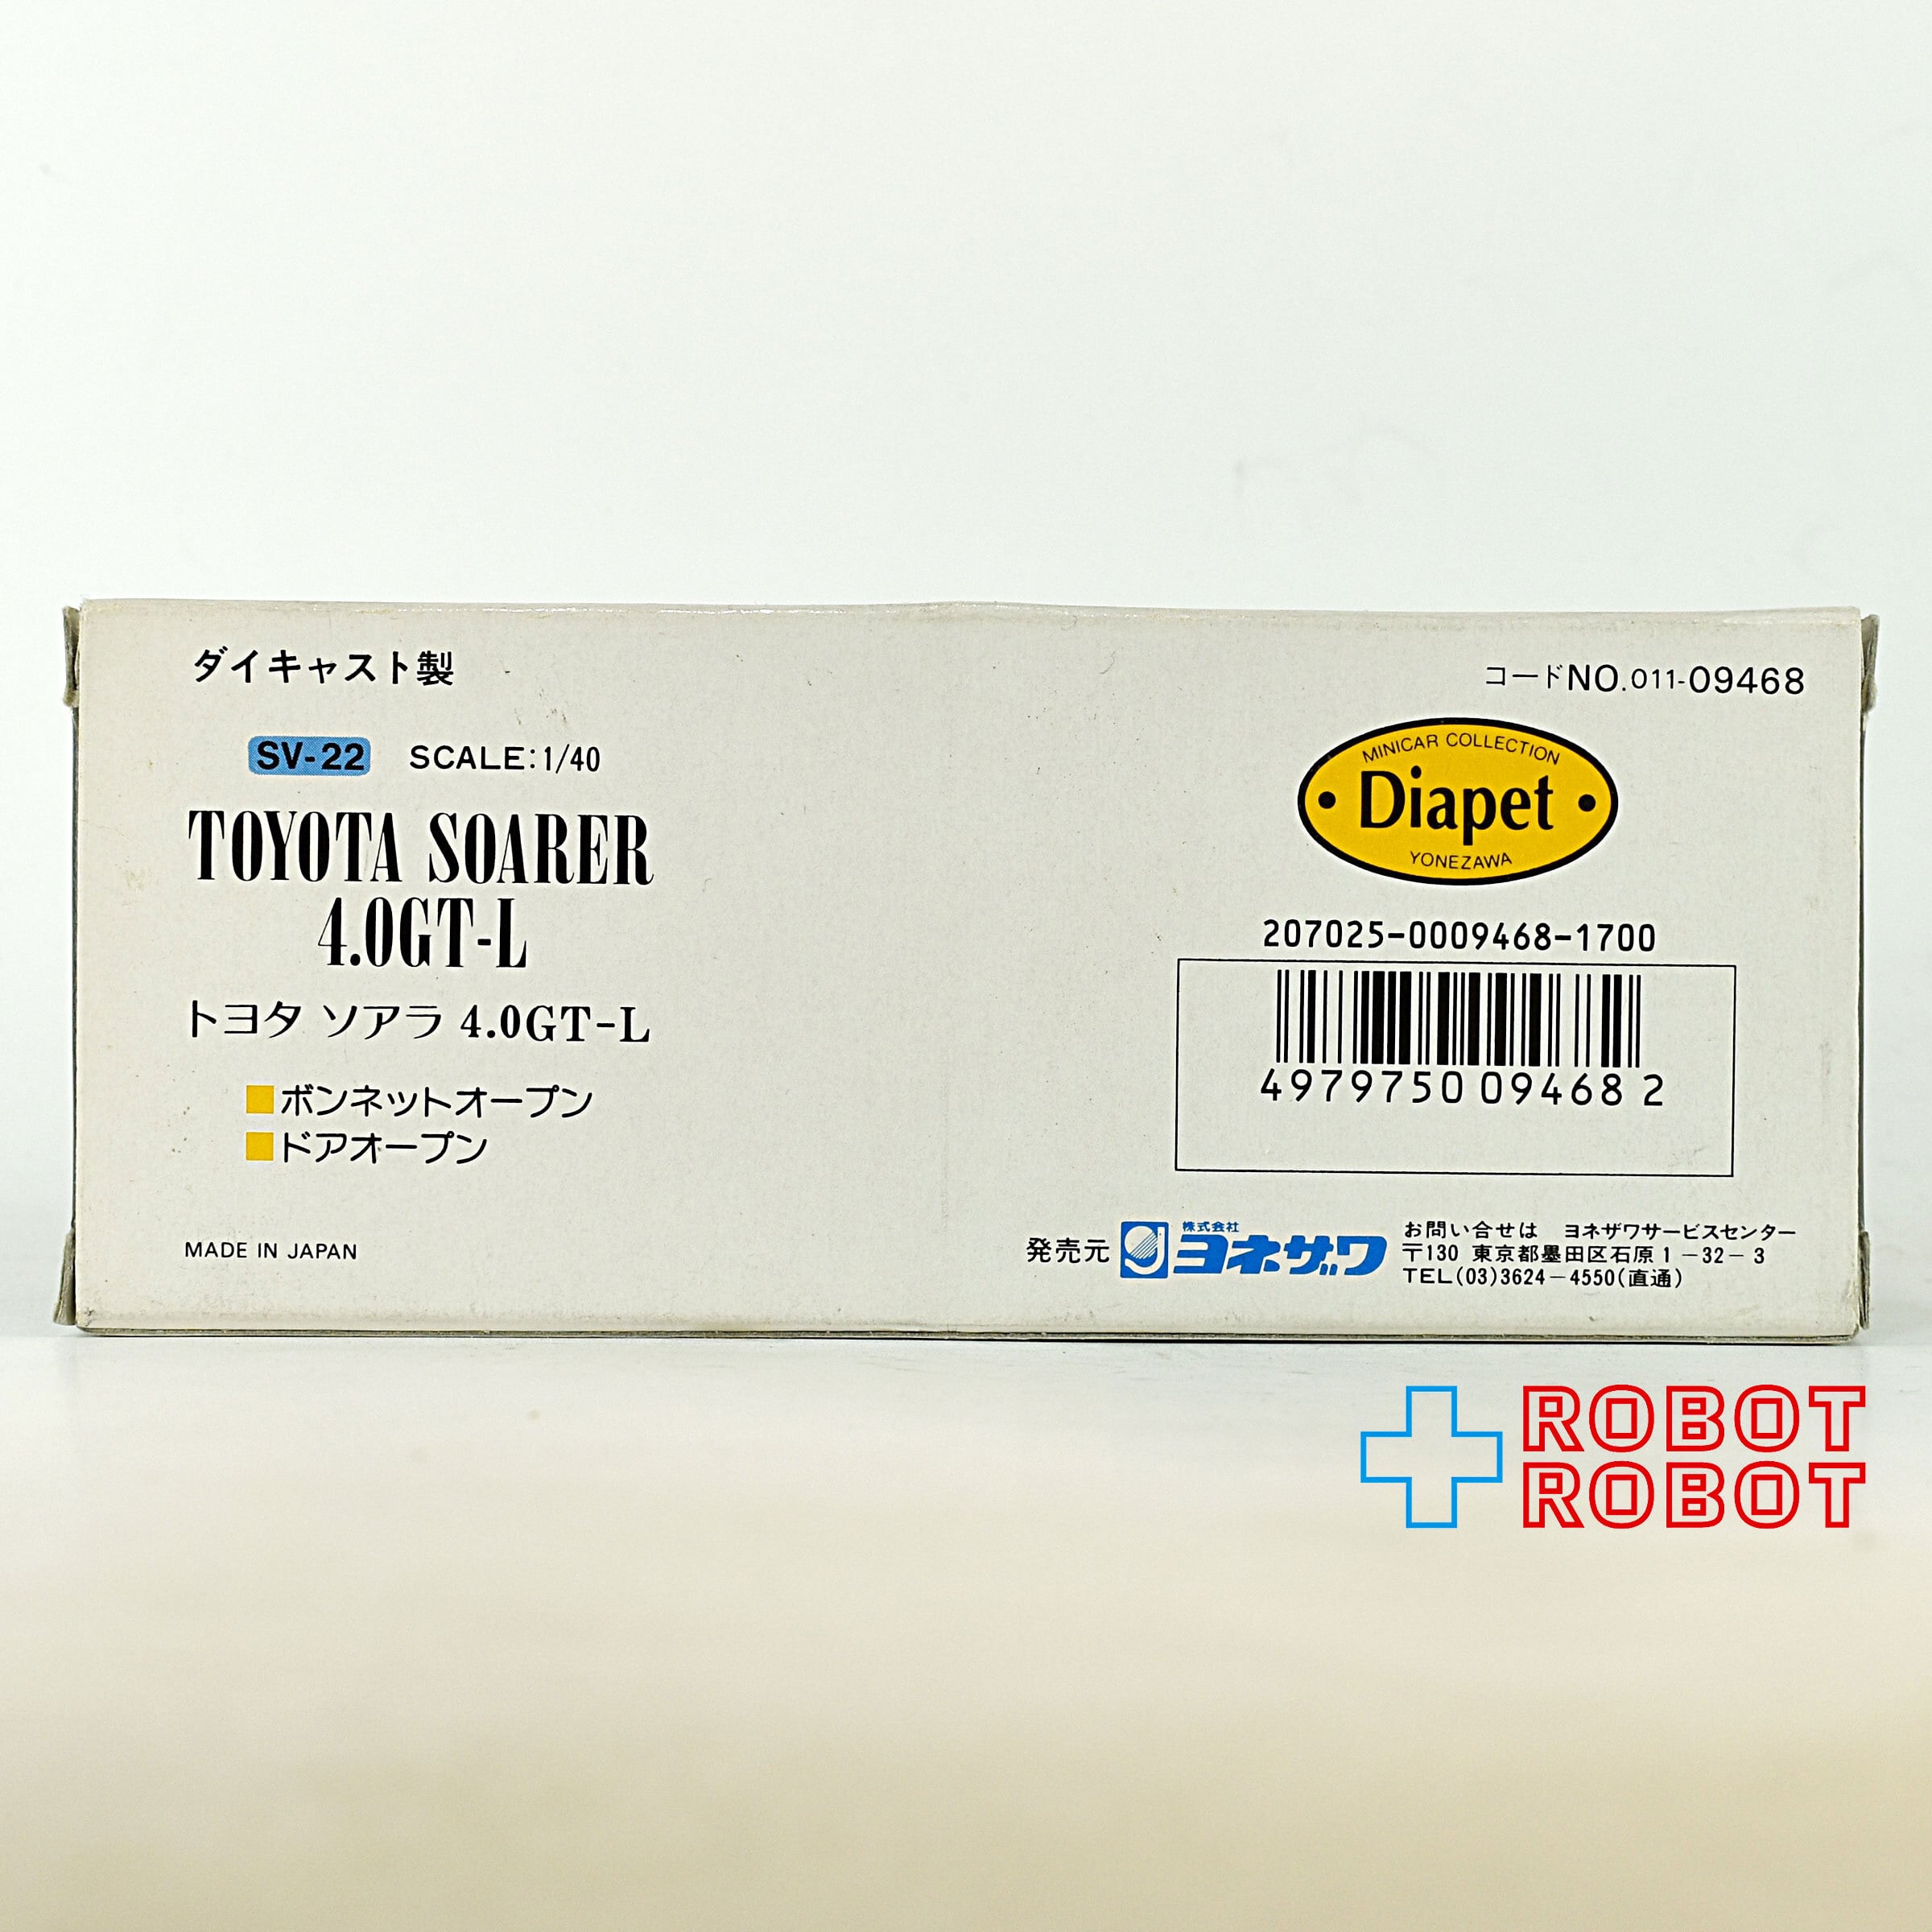 ダイキャスト製
SV-22 SCALE:1/40
TOYOTA SOARER
4.0GT-L
トヨタ ソアラ 4.0GT-L
ボンネットオープン
ドアオープン
MADE IN JAPAN
コードNO.011-09468
MINICAR COLLECTION
• Diapet •
YONEZAWA
207025-0009468-1700
4979750 09468 2
発売元 株式会社 ヨネザワ
お問い合せは ヨネザワサービスセンター
〒130 東京都墨田区石原1-32-3
TEL(03)3624-4550(直通)
ROBOT
ROBOT